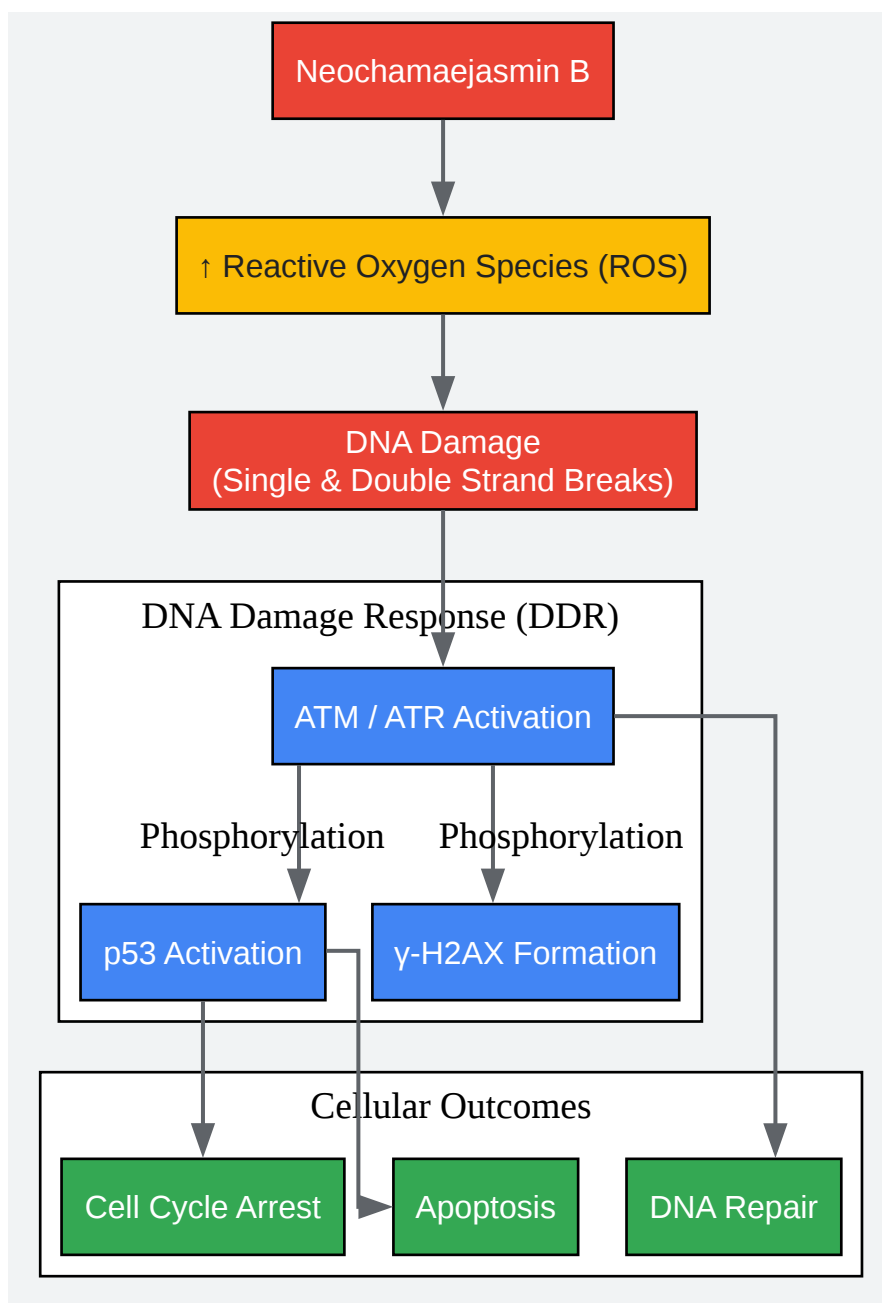 Neochamaejasmin B
↑ Reactive Oxygen Species (ROS)
DNA Damage
(Single & Double Strand Breaks)
DNA Damage Response (DDR)
ATM / ATR Activation
Phosphorylation
Phosphorylation
p53 Activation
γ-H2AX Formation
Cellular Outcomes
Cell Cycle Arrest
Apoptosis
DNA Repair